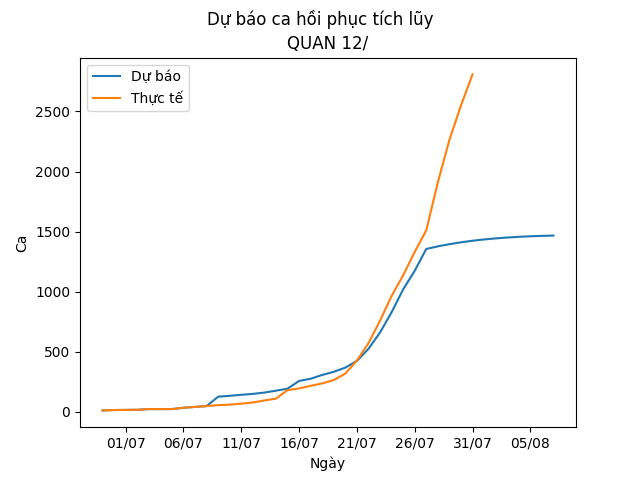 Dự báo ca hồi phục tích lũy
QUAN 12/
Dự báo
Thực tế
2500
2000
1500
1000
500
0
Ca
01/07 06/07 11/07 16/07 21/07 26/07 31/07 05/08
Ngày